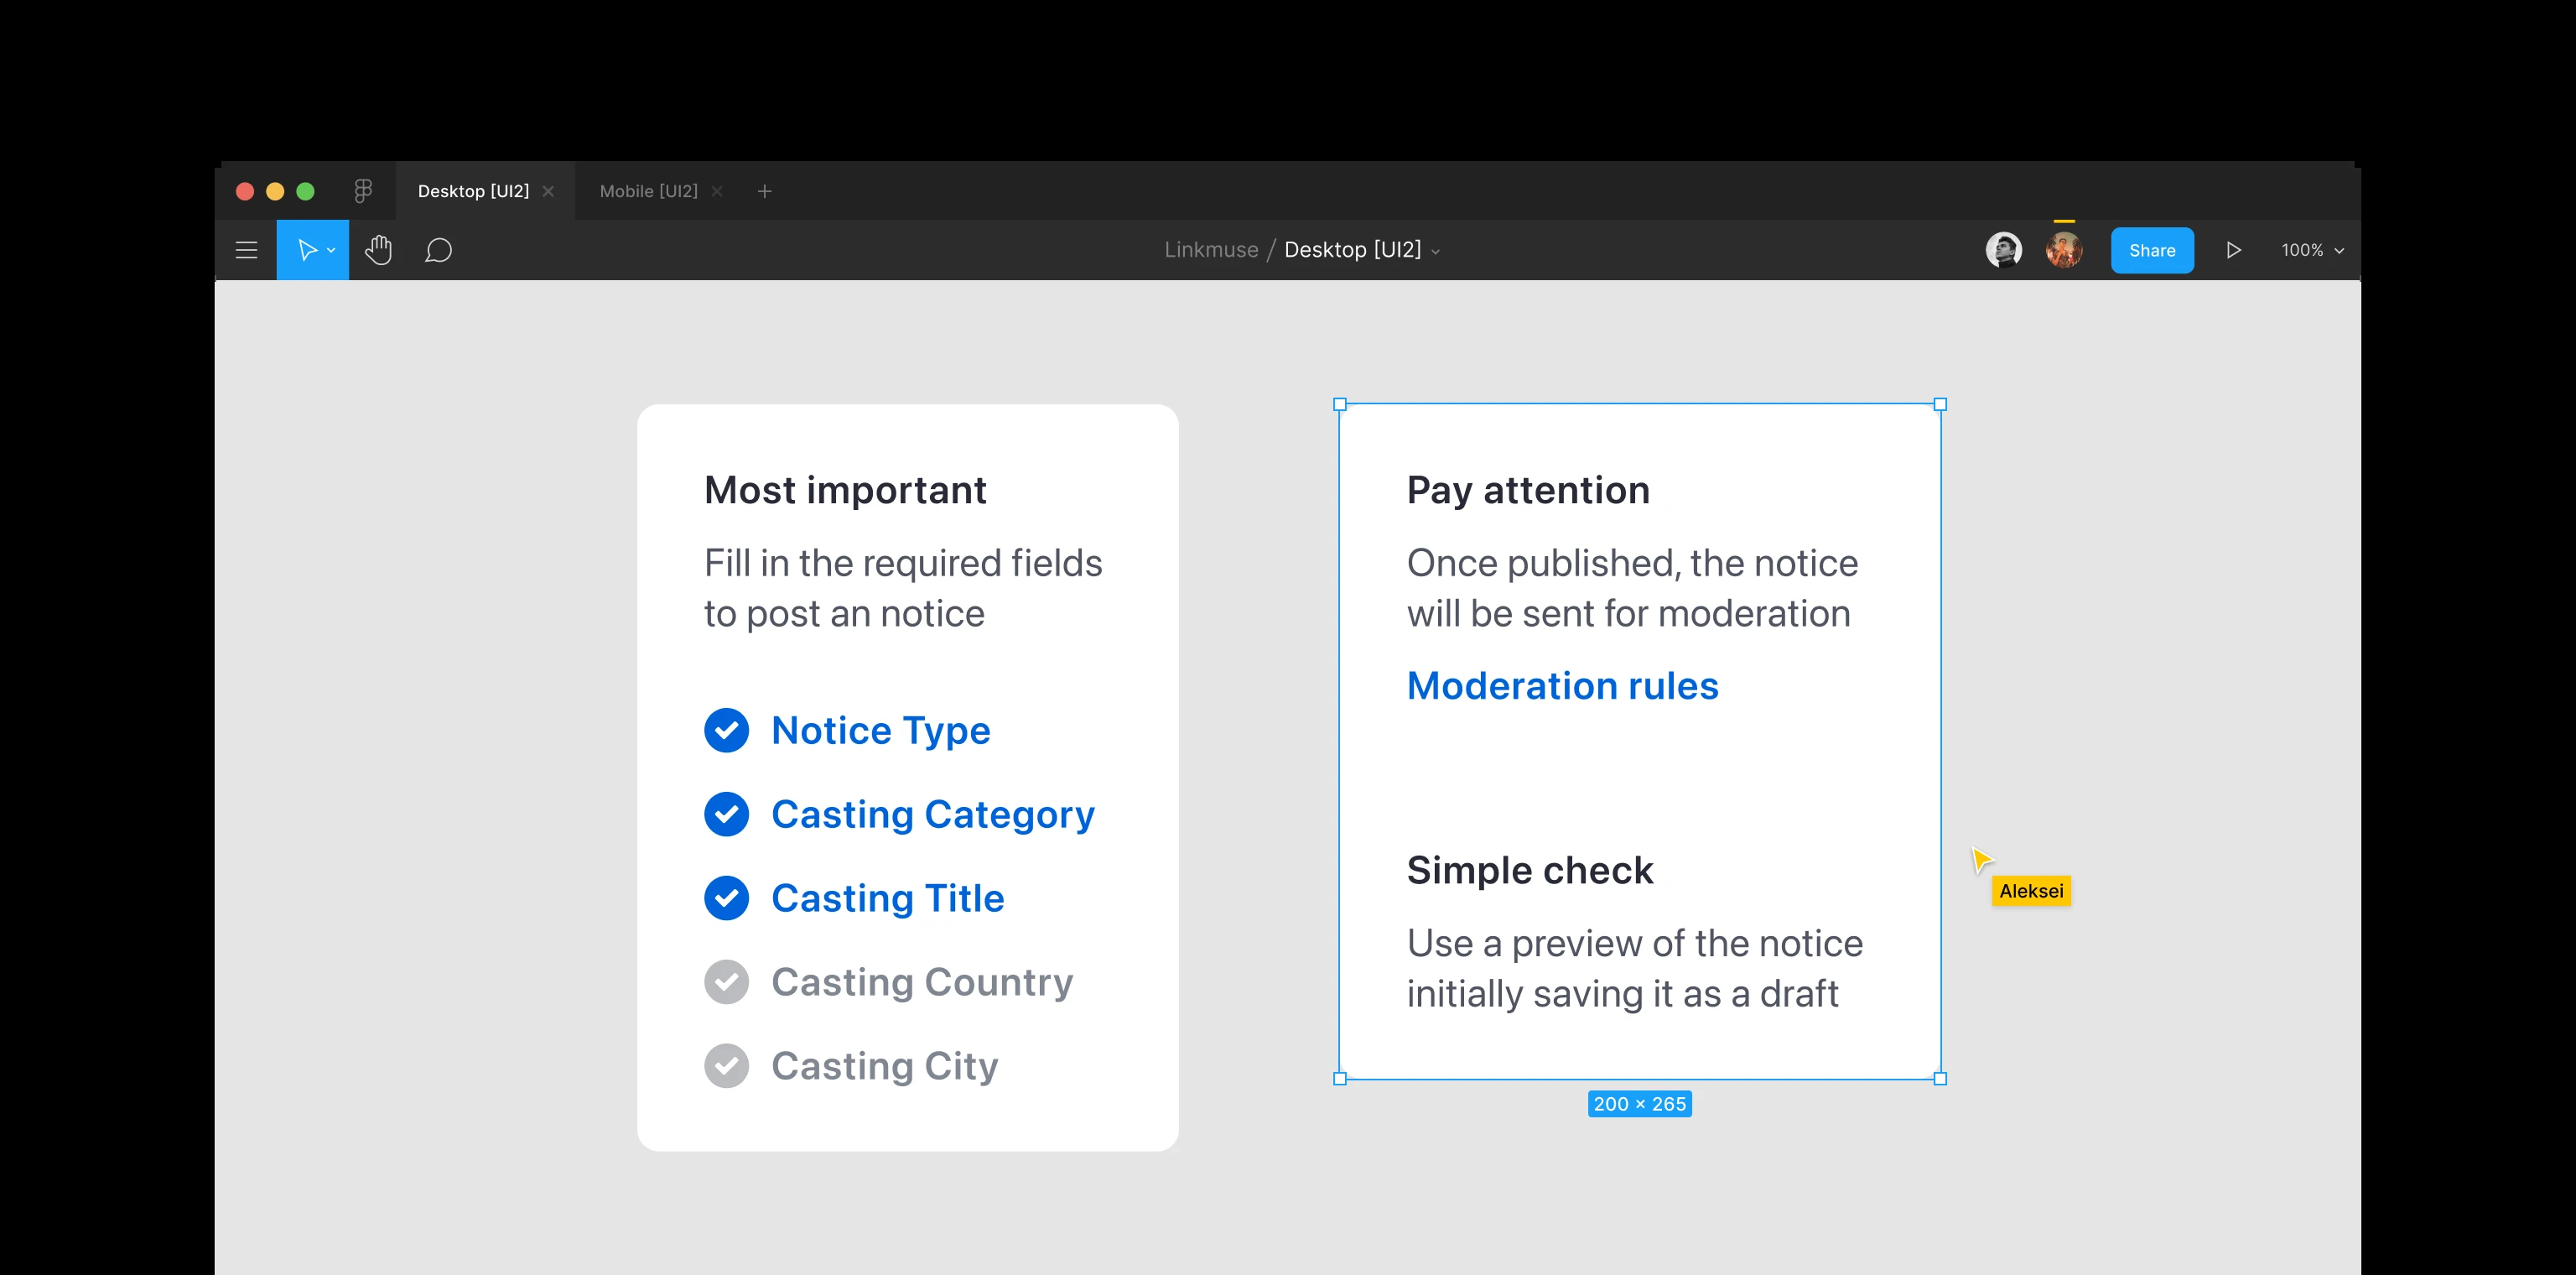 Desktop [UI2]
Mobile [UI2]
Linkmuse / Desktop [UI2]
Share
100%
Most important
Fill in the required fields
to post an notice
Notice Type
Casting Category
Casting Title
Casting Country
Casting City
Pay attention
Once published, the notice
will be sent for moderation
Moderation rules
Simple check
Use a preview of the notice
initially saving it as a draft
200 × 265
Aleksei